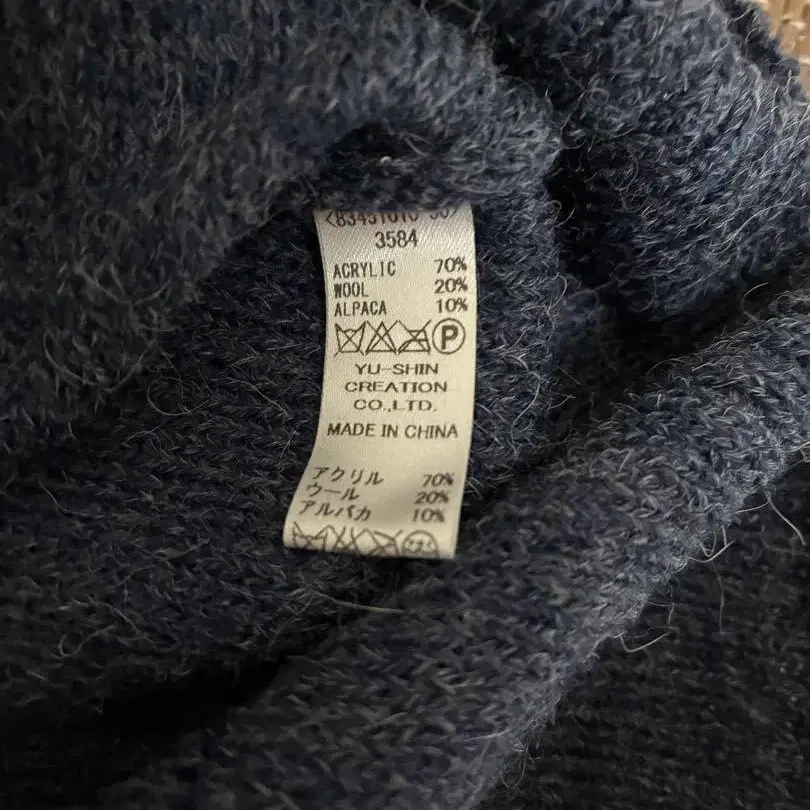 3584
ACRYLIC 70%
WOOL 20%
ALPACA 10%
P
YU-SHIN
CREATION
CO.,LTD.
MADE IN CHINA
アクリル 70%
ウール 20%
アルパカ 10%